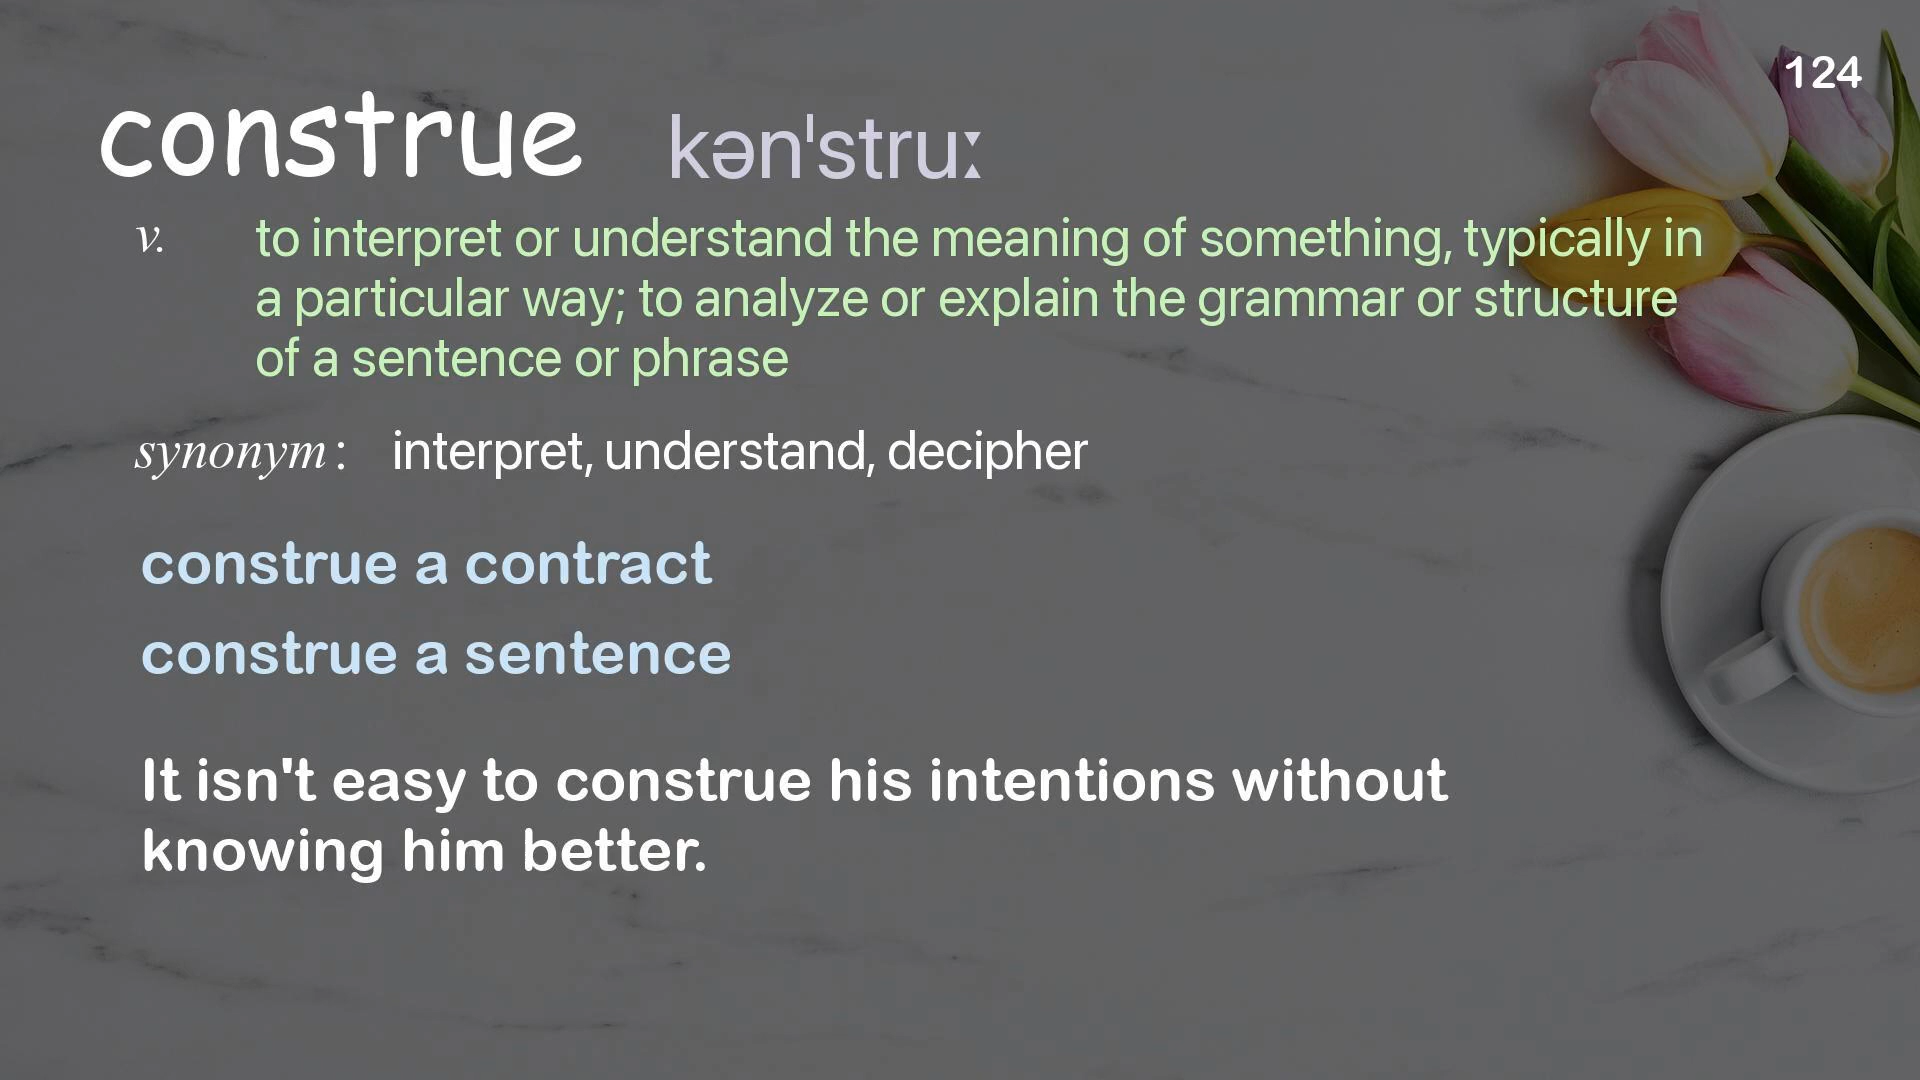 124
construe kən'struː
v. to interpret or understand the meaning of something, typically in
a particular way; to analyze or explain the grammar or structure
of a sentence or phrase
synonym: interpret, understand, decipher
construe a contract
construe a sentence
It isn't easy to construe his intentions without
knowing him better.